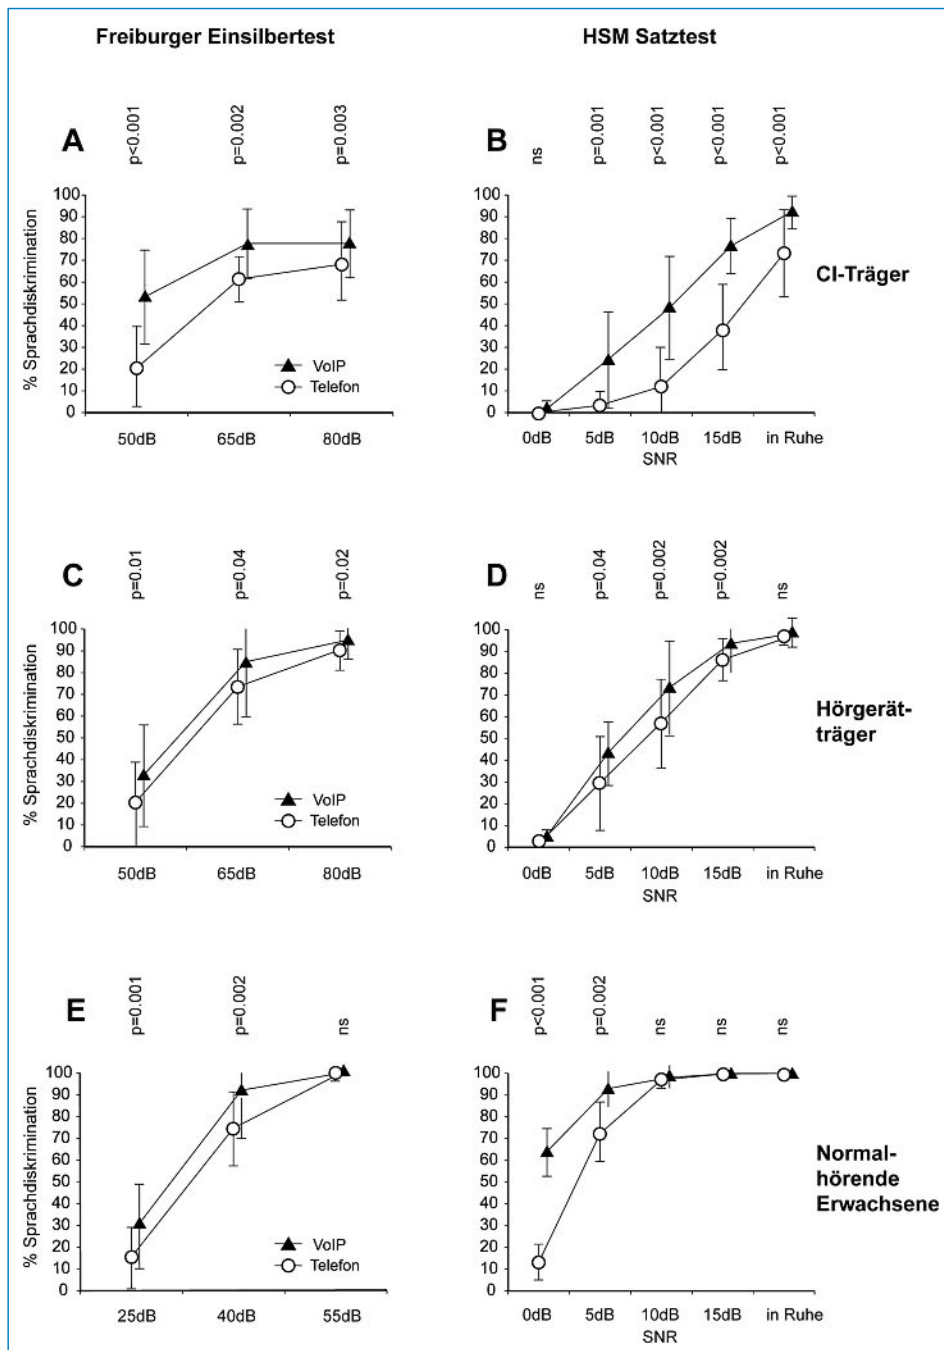 Freiburger Einsilbertest
HSM Satztest
A
p<0.001
p=0.002
p=0.003
% Sprachdiskrimination
100
90
80
70
60
50
40
30
20
10
0
VoIP
Telefon
50dB
65dB
80dB
B
ns
p=0.001
p<0.001
p<0.001
p<0.001
100
90
80
70
60
50
40
30
20
10
0
0dB
5dB
10dB
15dB
in Ruhe
SNR
CI-Träger
C
p=0.01
p=0.04
p=0.02
% Sprachdiskrimination
100
90
80
70
60
50
40
30
20
10
0
VoIP
Telefon
50dB
65dB
80dB
D
ns
p=0.04
p=0.002
p=0.002
ns
100
90
80
70
60
50
40
30
20
10
0
0dB
5dB
10dB
15dB
in Ruhe
SNR
Hörgerät-
träger
E
p=0.001
p=0.002
ns
% Sprachdiskrimination
100
90
80
70
60
50
40
30
20
10
0
VoIP
Telefon
25dB
40dB
55dB
F
p<0.001
p=0.002
ns
ns
ns
100
90
80
70
60
50
40
30
20
10
0
0dB
5dB
10dB
15dB
in Ruhe
SNR
Normal-
hörende
Erwachsene